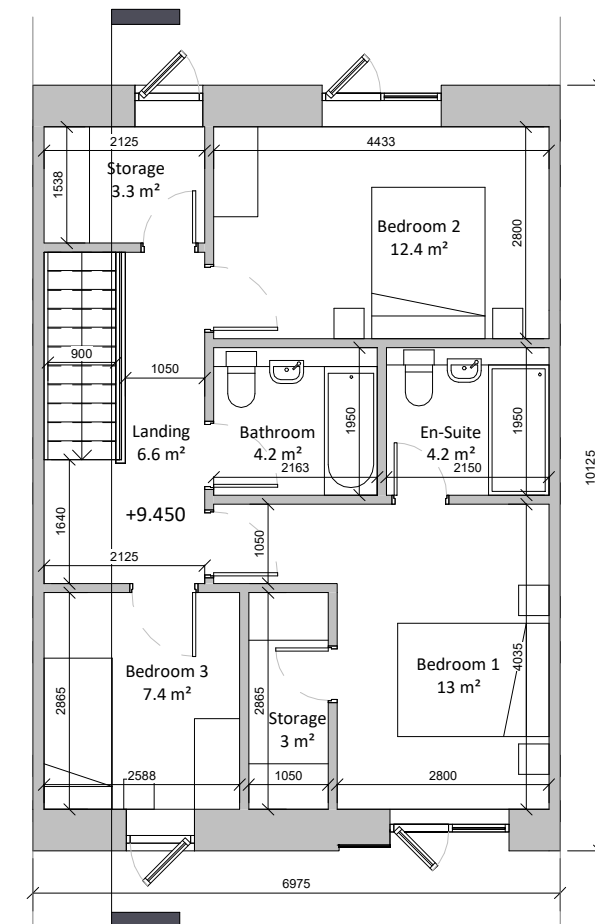 2125
4433
Storage
3.3 m²
1538
Bedroom 2
12.4 m²
2800
900
1050
Landing
6.6 m²
Bathroom
4.2 m²
1950
2163
En-Suite
4.2 m²
1950
2150
10125
+9.450
1640
1050
2125
Bedroom 3
7.4 m²
2865
2588
2865
Storage
3 m²
1050
Bedroom 1
13 m²
4035
2800
6975